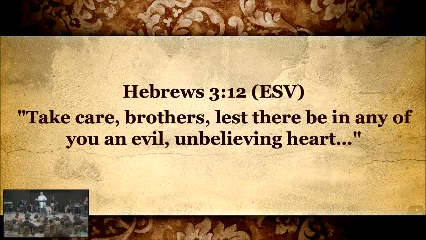 Hebrews 3:12 (ESV)
"Take care, brothers, lest there be in any of
you an evil, unbelieving heart..."